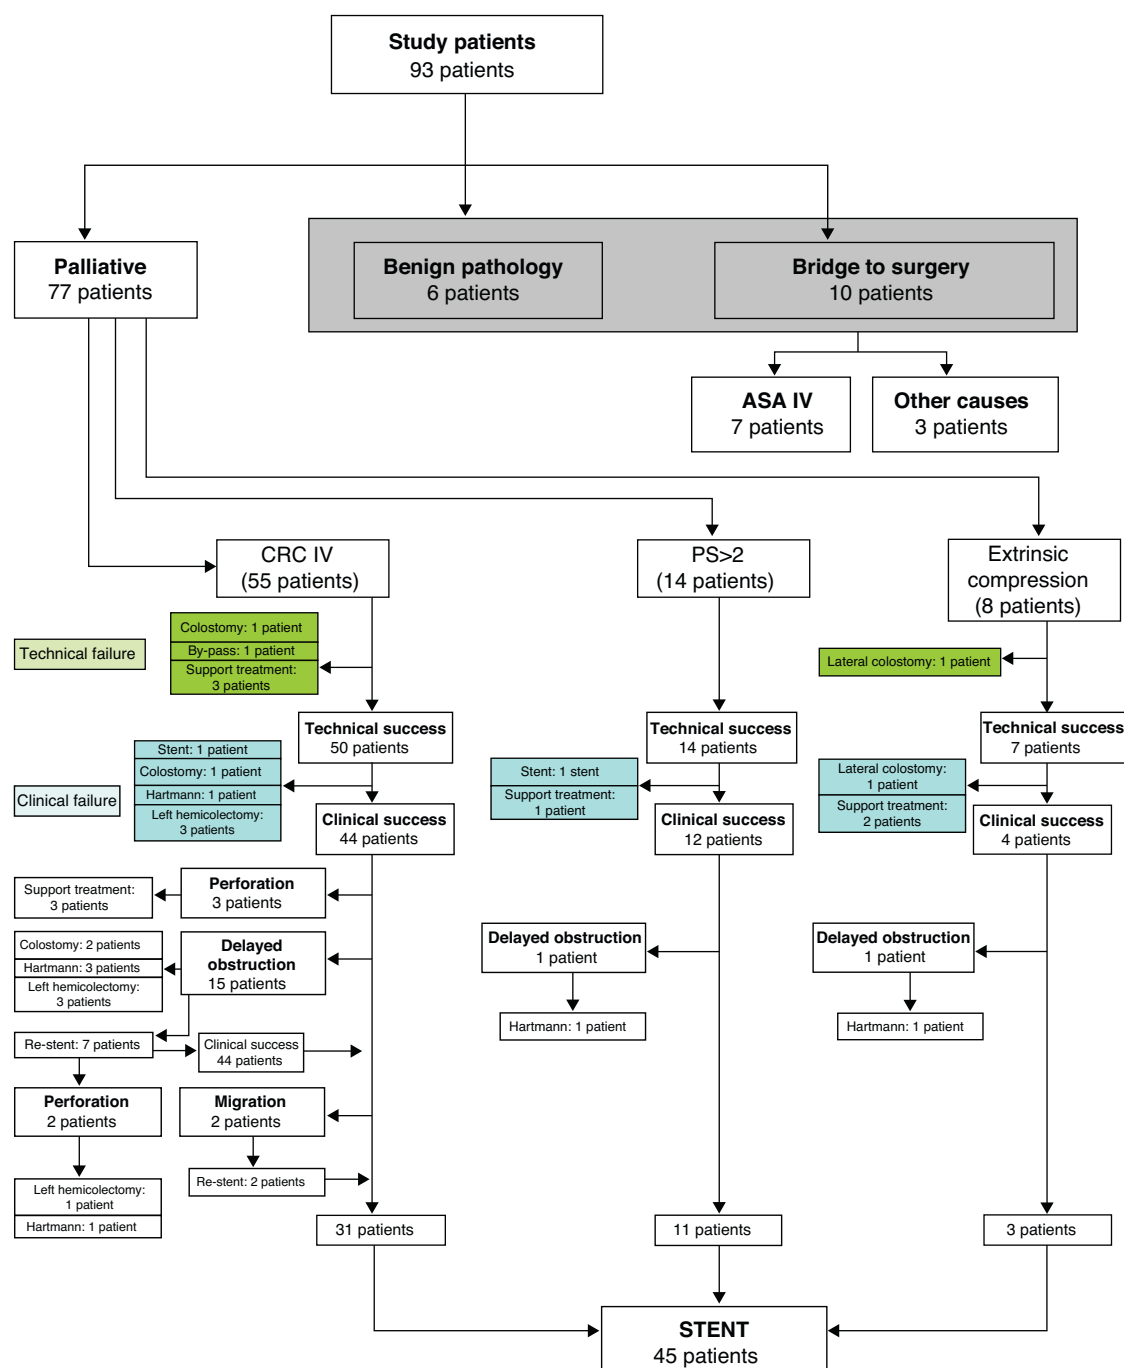 Study patients
93 patients
Palliative
77 patients
Benign pathology
6 patients
Bridge to surgery
10 patients
ASA IV
7 patients
Other causes
3 patients
CRC IV
(55 patients)
PS>2
(14 patients)
Extrinsic
compression
(8 patients)
Technical failure
Colostomy: 1 patient
By-pass: 1 patient
Support treatment:
3 patients
Lateral colostomy: 1 patient
Technical success
50 patients
Technical success
14 patients
Technical success
7 patients
Clinical failure
Stent: 1 patient
Colostomy: 1 patient
Hartmann: 1 patient
Left hemicolectomy:
3 patients
Stent: 1 stent
Support treatment:
1 patient
Lateral colostomy:
1 patient
Support treatment:
2 patients
Clinical success
44 patients
Clinical success
12 patients
Clinical success
4 patients
Support treatment:
3 patients
Perforation
3 patients
Colostomy: 2 patients
Hartmann: 3 patients
Left hemicolectomy:
3 patients
Delayed
obstruction
15 patients
Delayed obstruction
1 patient
Delayed obstruction
1 patient
Hartmann: 1 patient
Hartmann: 1 patient
Re-stent: 7 patients
Clinical success
44 patients
Perforation
2 patients
Migration
2 patients
Re-stent: 2 patients
Left hemicolectomy:
1 patient
Hartmann: 1 patient
31 patients
11 patients
3 patients
STENT
45 patients